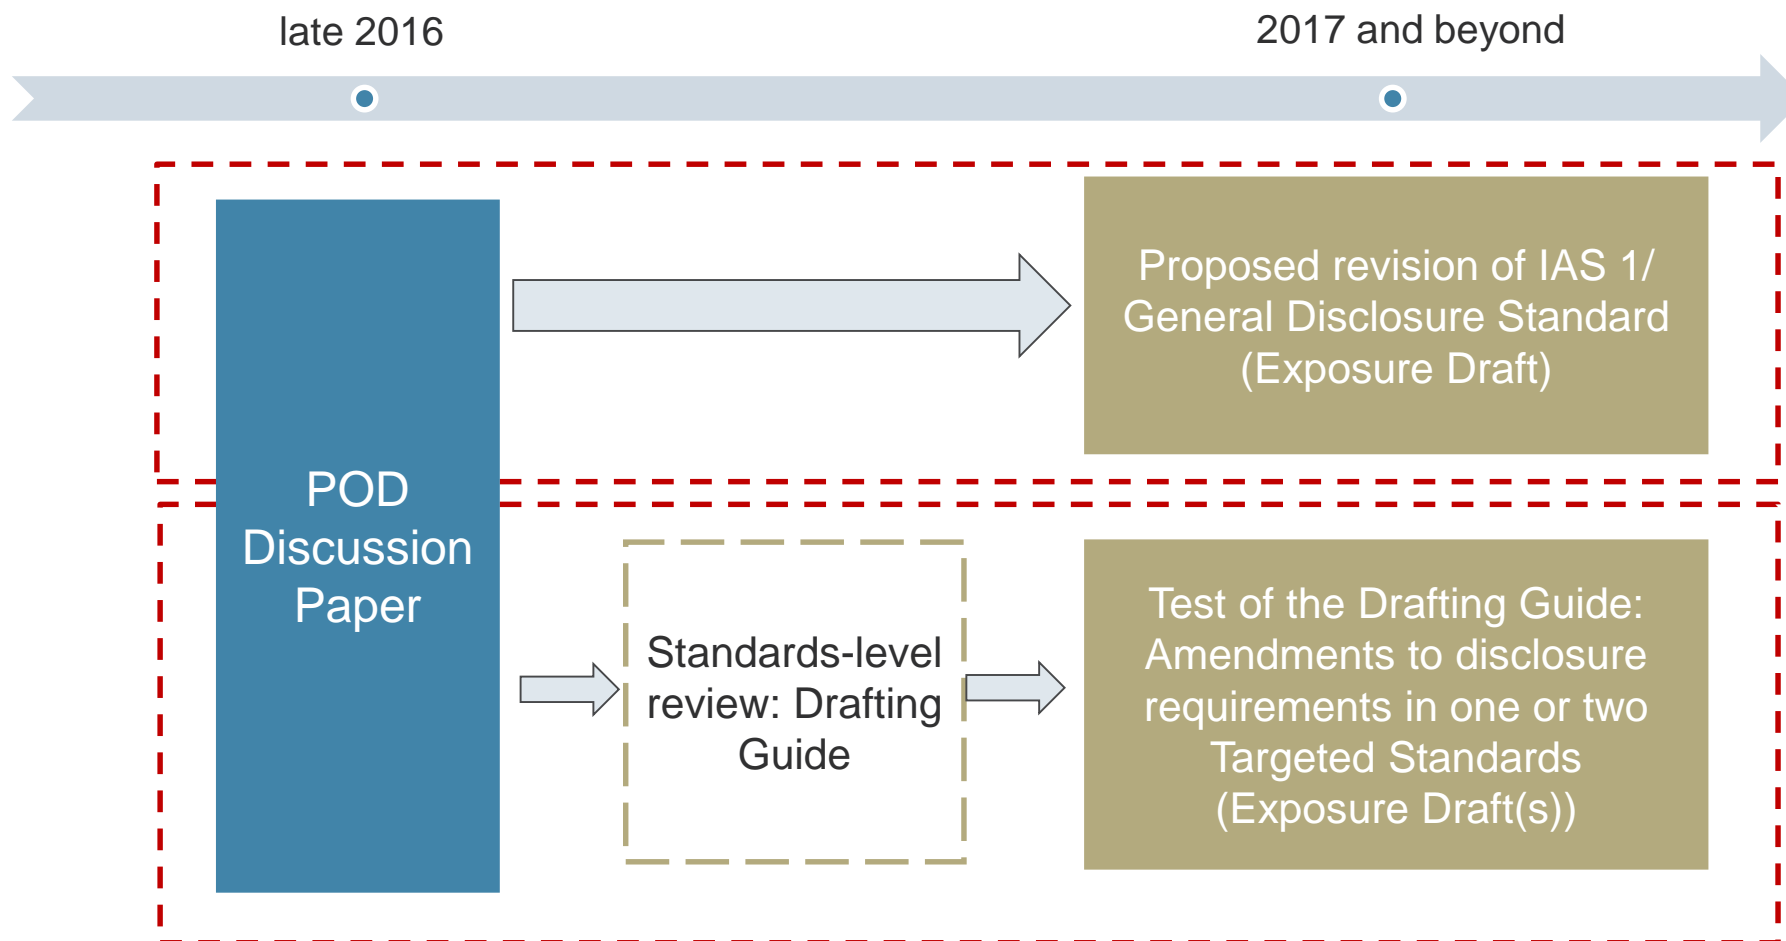 late 2016
2017 and beyond
POD
Discussion
Paper
Proposed revision of IAS 1/
General Disclosure Standard
(Exposure Draft)
Standards-level
review: Drafting
Guide
Test of the Drafting Guide:
Amendments to disclosure
requirements in one or two
Targeted Standards
(Exposure Draft(s))